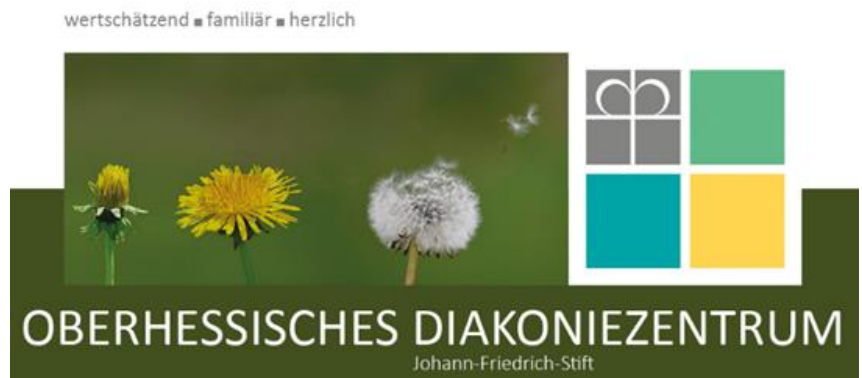 wertschätzend ■ familiär ■ herzlich
OBERHESSISCHES DIAKONIEZENTRUM
Johann-Friedrich-Stift